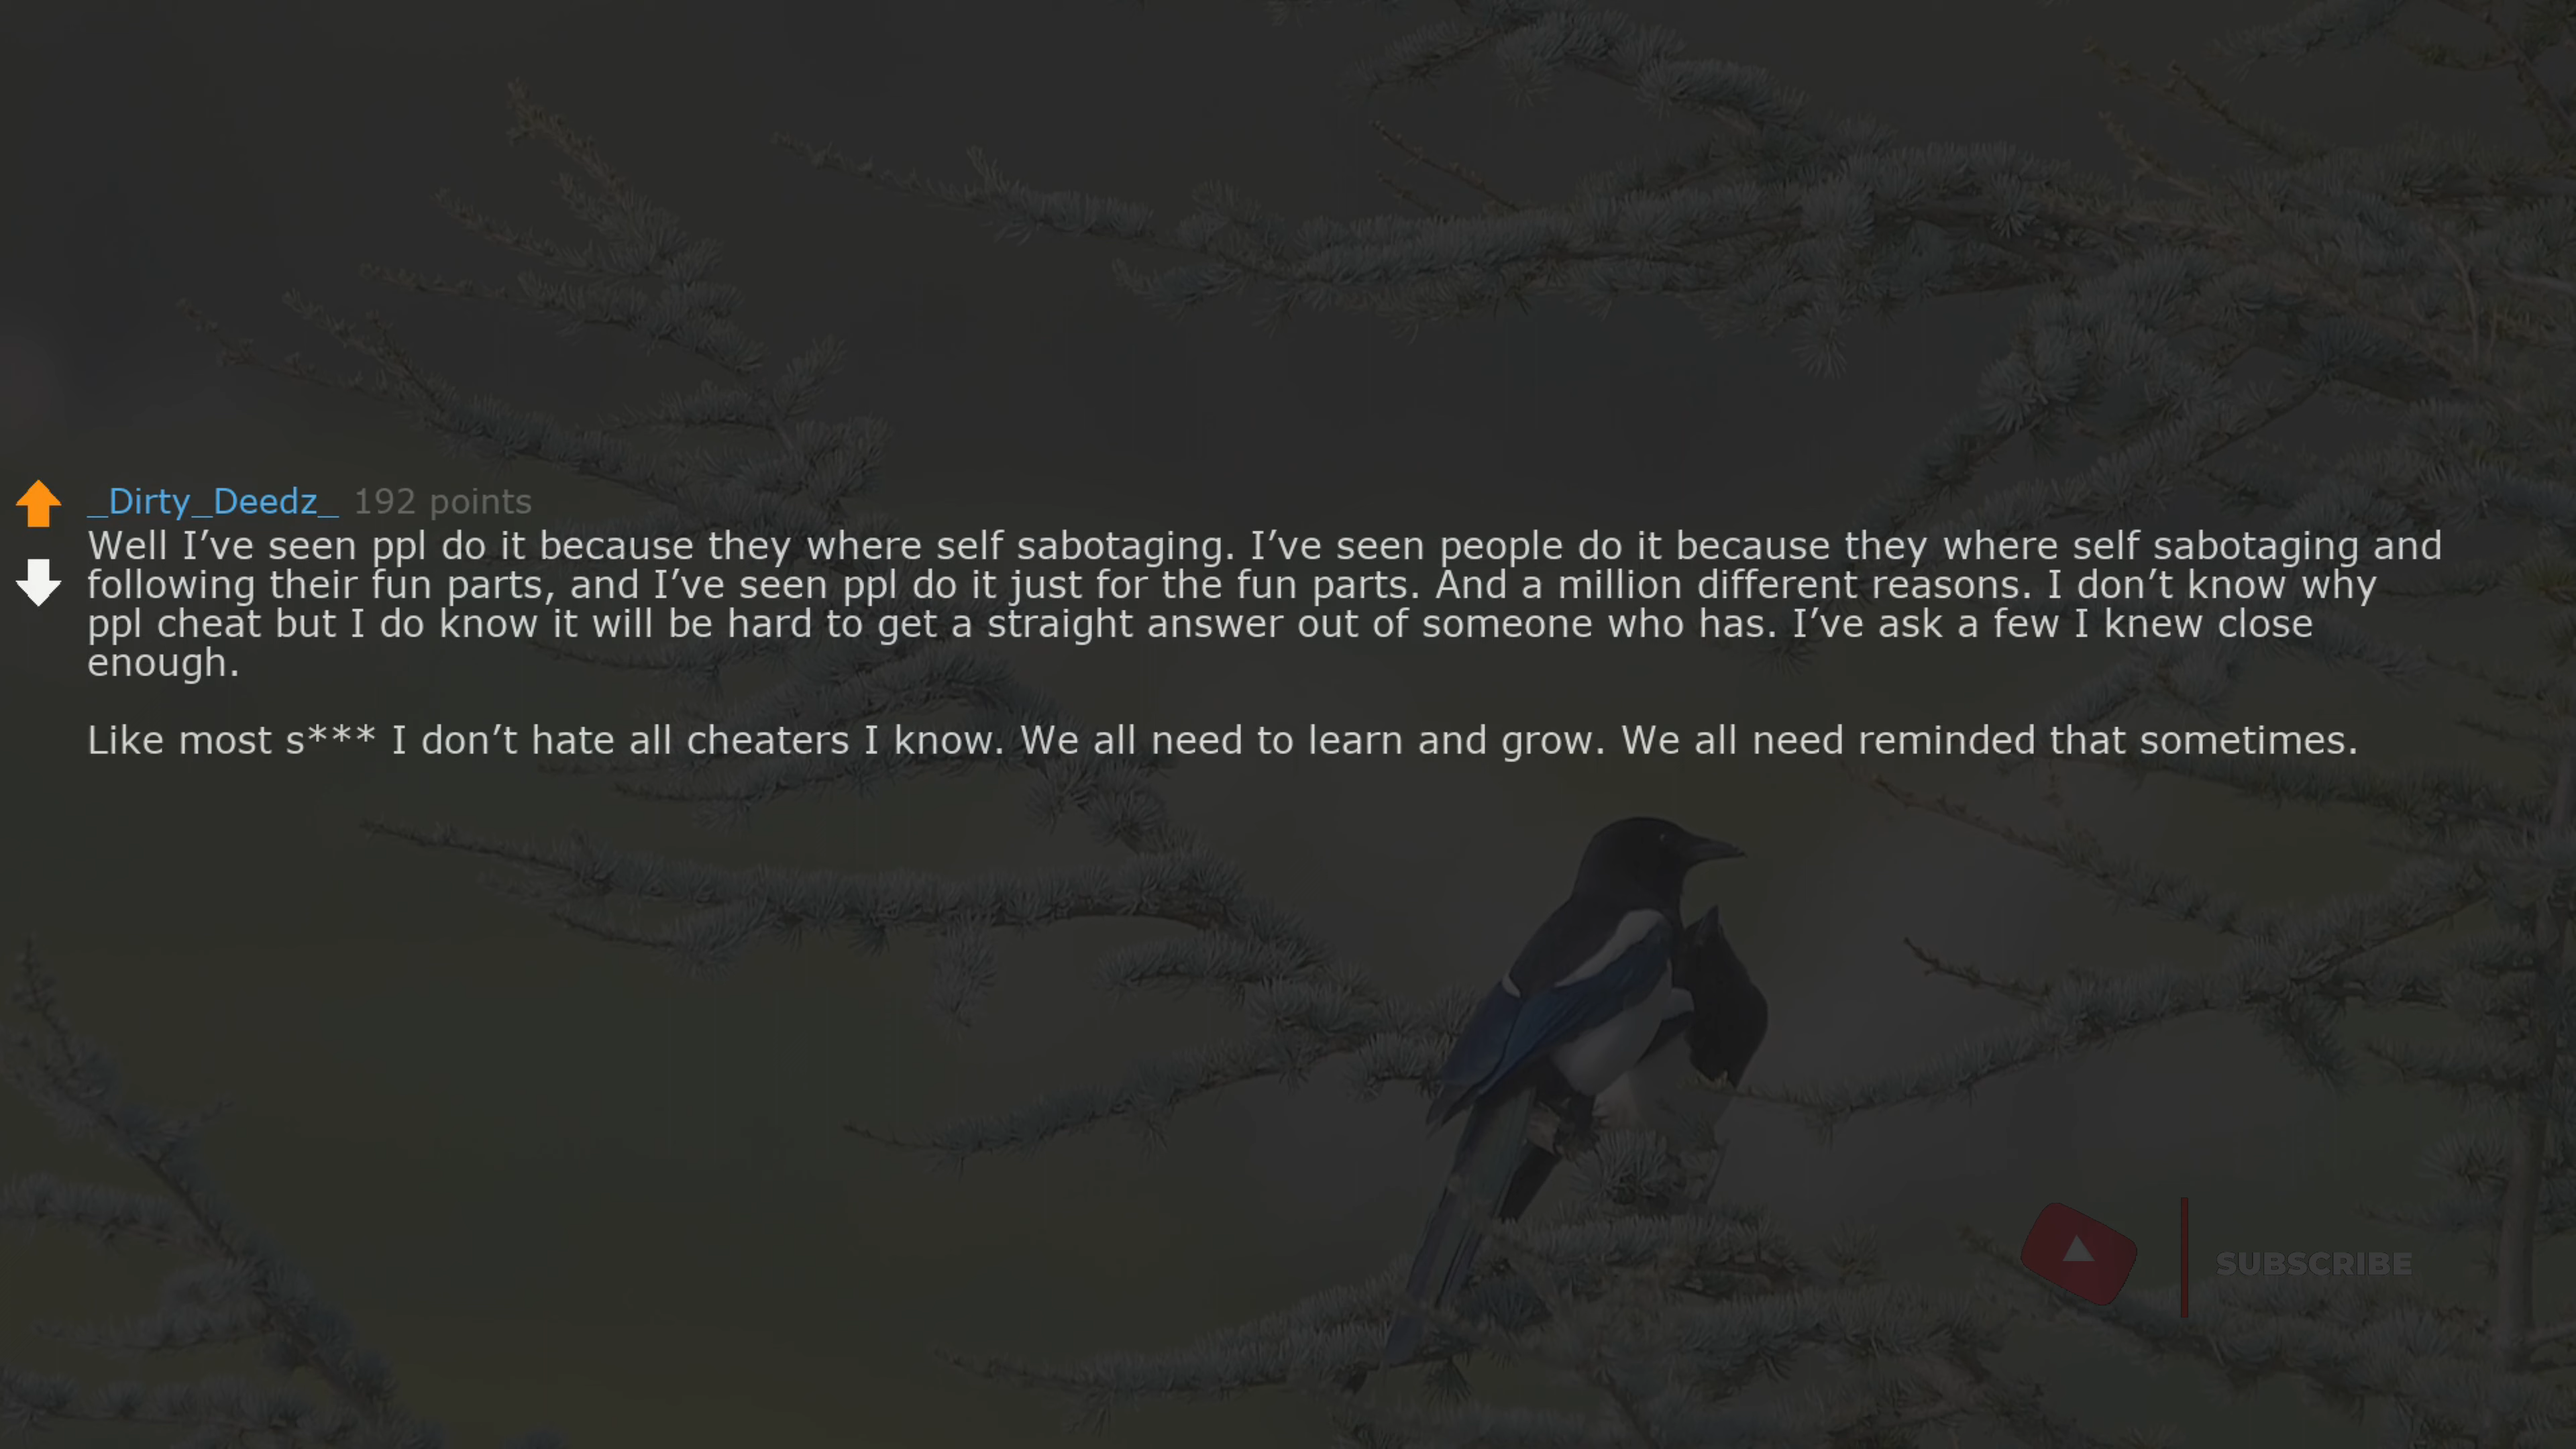 _Dirty_Deedz_ 192 points
Well I’ve seen ppl do it because they where self sabotaging. I’ve seen people do it because they where self sabotaging and
following their fun parts, and I’ve seen ppl do it just for the fun parts. And a million different reasons. I don’t know why
ppl cheat but I do know it will be hard to get a straight answer out of someone who has. I’ve ask a few I knew close
enough.
Like most s*** I don’t hate all cheaters I know. We all need to learn and grow. We all need reminded that sometimes.
SUBSCRIBE